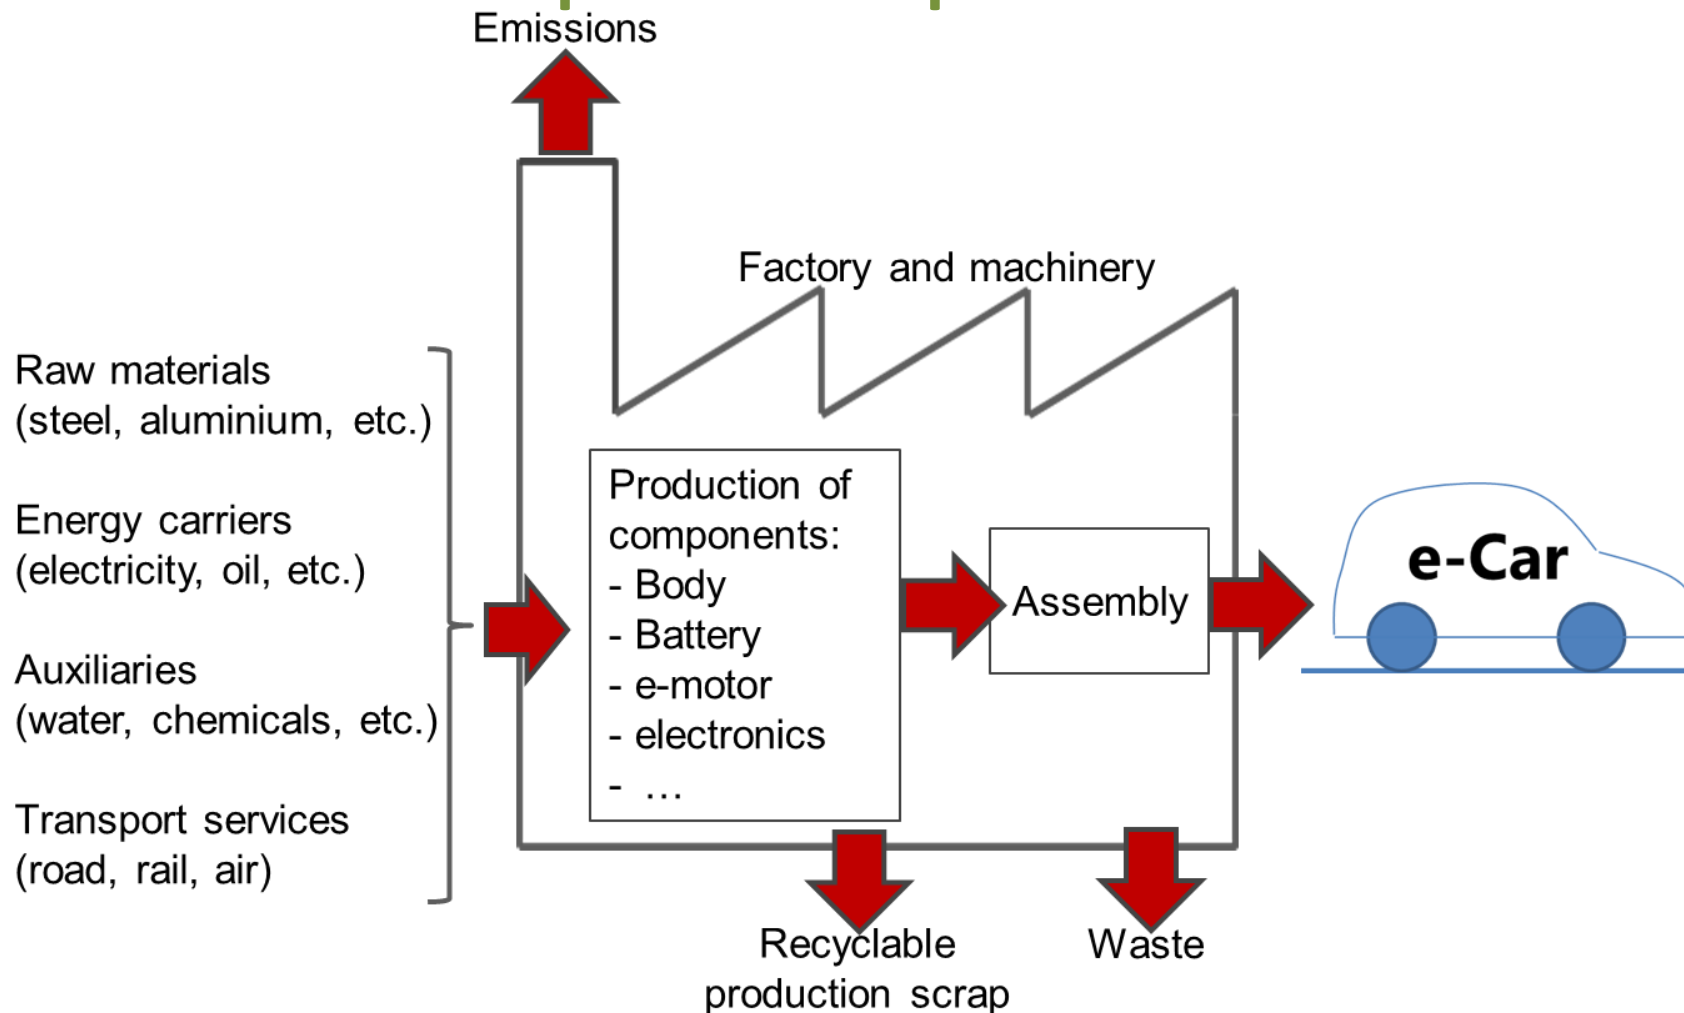 Emissions
Factory and machinery
Raw materials
(steel, aluminium, etc.)
Energy carriers
(electricity, oil, etc.)
Auxiliaries
(water, chemicals, etc.)
Transport services
(road, rail, air)
Production of
components:
- Body
- Battery
- e-motor
- electronics
- ...
Assembly
e-Car
Recyclable
production scrap
Waste